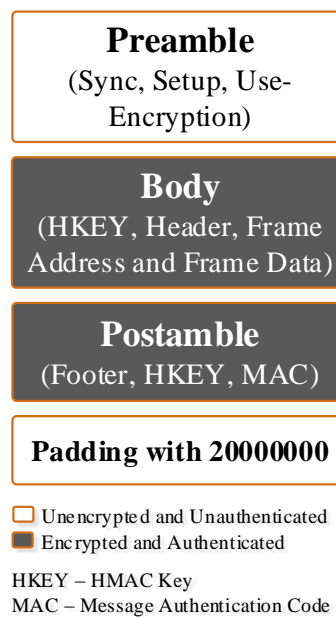 Preamble
(Sync, Setup, Use-
Encryption)
Body
(HKEY, Header, Frame
Address and Frame Data)
Postamble
(Footer, HKEY, MAC)
Padding with 20000000
Unencrypted and Unauthenticated
Encrypted and Authenticated
HKEY – HMAC Key
MAC – Message Authentication Code